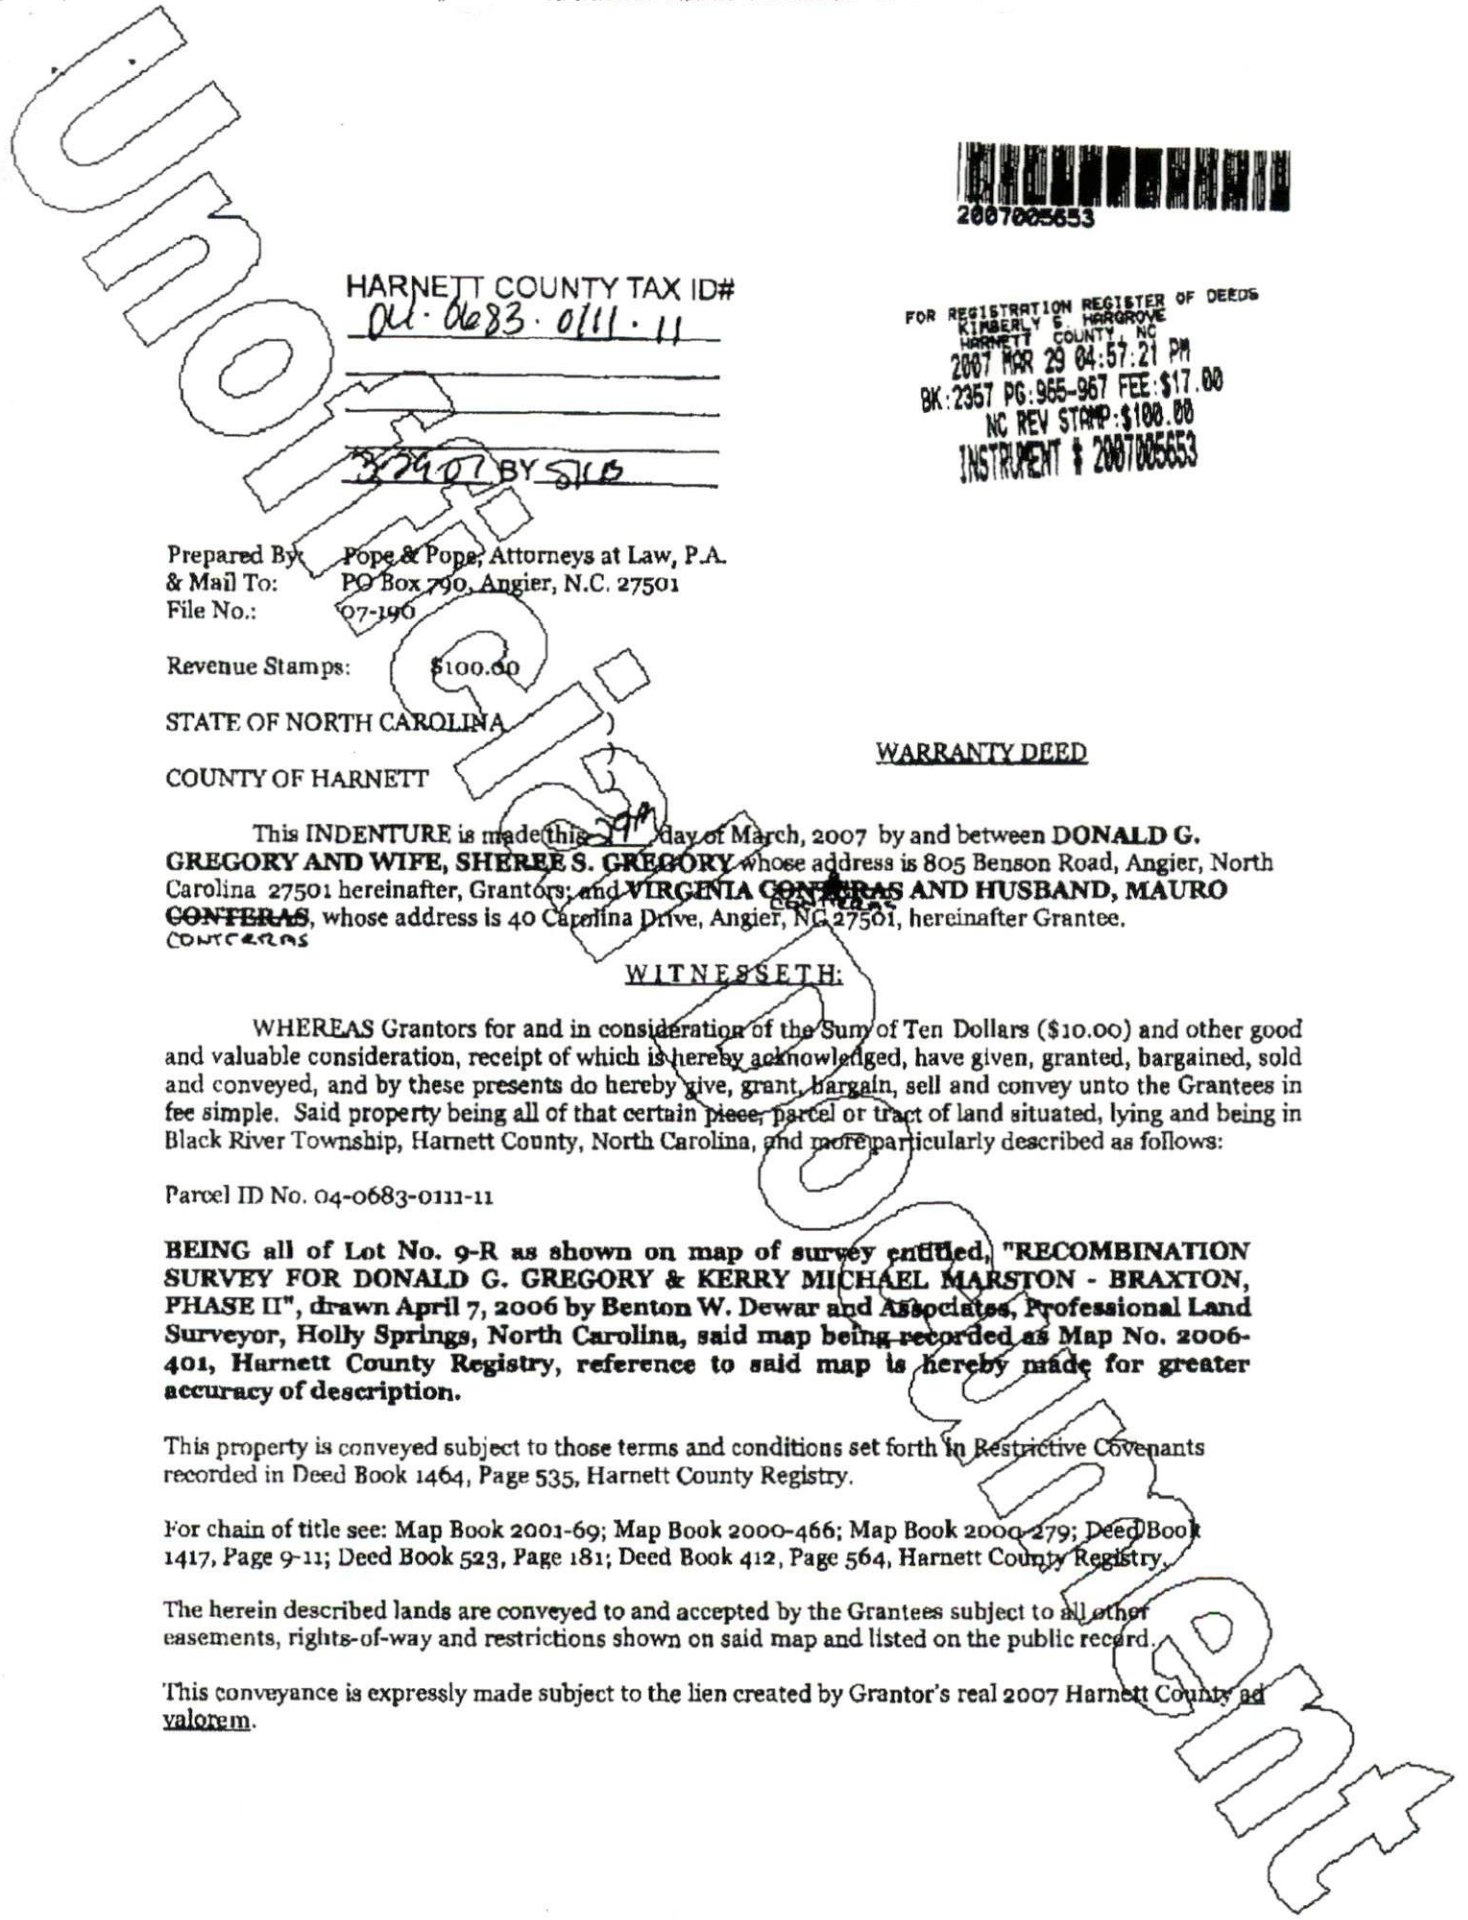 2007005653
HARNETT COUNTY TAX ID#
04.0683.0111.11
3-29-07 BY SKB
FOR REGISTRATION REGISTER OF DEEDS
KIMBERLY S. HARGROVE
HARNETT COUNTY, NC
2007 MAR 29 04:57:21 PM
BK:2357 PG:965-967 FEE:$17.00
NC REV STAMP:$100.00
INSTRUMENT # 2007005653
Prepared By: Pope & Pope, Attorneys at Law, P.A.
& Mail To: PO Box 790, Angier, N.C. 27501
File No.: 07-190
Revenue Stamps: $100.00
STATE OF NORTH CAROLINA )
)
WARRANTY DEED
COUNTY OF HARNETT )
This INDENTURE is made this 29th day of March, 2007 by and between DONALD G.
GREGORY AND WIFE, SHEREE S. GREGORY whose address is 805 Benson Road, Angier, North
Carolina 27501 hereinafter, Grantors; and VIRGINIA CONTERAS AND HUSBAND, MAURO
CONTERAS, whose address is 40 Carolina Drive, Angier, NC 27501, hereinafter Grantee.
WITNESSETH:
WHEREAS Grantors for and in consideration of the Sum of Ten Dollars ($10.00) and other good
and valuable consideration, receipt of which is hereby acknowledged, have given, granted, bargained, sold
and conveyed, and by these presents do hereby give, grant, bargain, sell and convey unto the Grantees in
fee simple. Said property being all of that certain piece, parcel or tract of land situated, lying and being in
Black River Township, Harnett County, North Carolina, and more particularly described as follows:
Parcel ID No. 04-0683-0111-11
BEING all of Lot No. 9-R as shown on map of survey entitled, "RECOMBINATION
SURVEY FOR DONALD G. GREGORY & KERRY MICHAEL MARSTON - BRAXTON,
PHASE II", drawn April 7, 2006 by Benton W. Dewar and Associates, Professional Land
Surveyor, Holly Springs, North Carolina, said map being recorded as Map No. 2006-
401, Harnett County Registry, reference to said map is hereby made for greater
accuracy of description.
This property is conveyed subject to those terms and conditions set forth in Restrictive Covenants
recorded in Deed Book 1464, Page 535, Harnett County Registry.
For chain of title see: Map Book 2001-69; Map Book 2000-466; Map Book 2000-279; Deed Book
1417, Page 9-11; Deed Book 523, Page 181; Deed Book 412, Page 564, Harnett County Registry.
The herein described lands are conveyed to and accepted by the Grantees subject to all other
easements, rights-of-way and restrictions shown on said map and listed on the public record.
This conveyance is expressly made subject to the lien created by Grantor's real 2007 Harnett County ad
valorem.
Unofficial Document